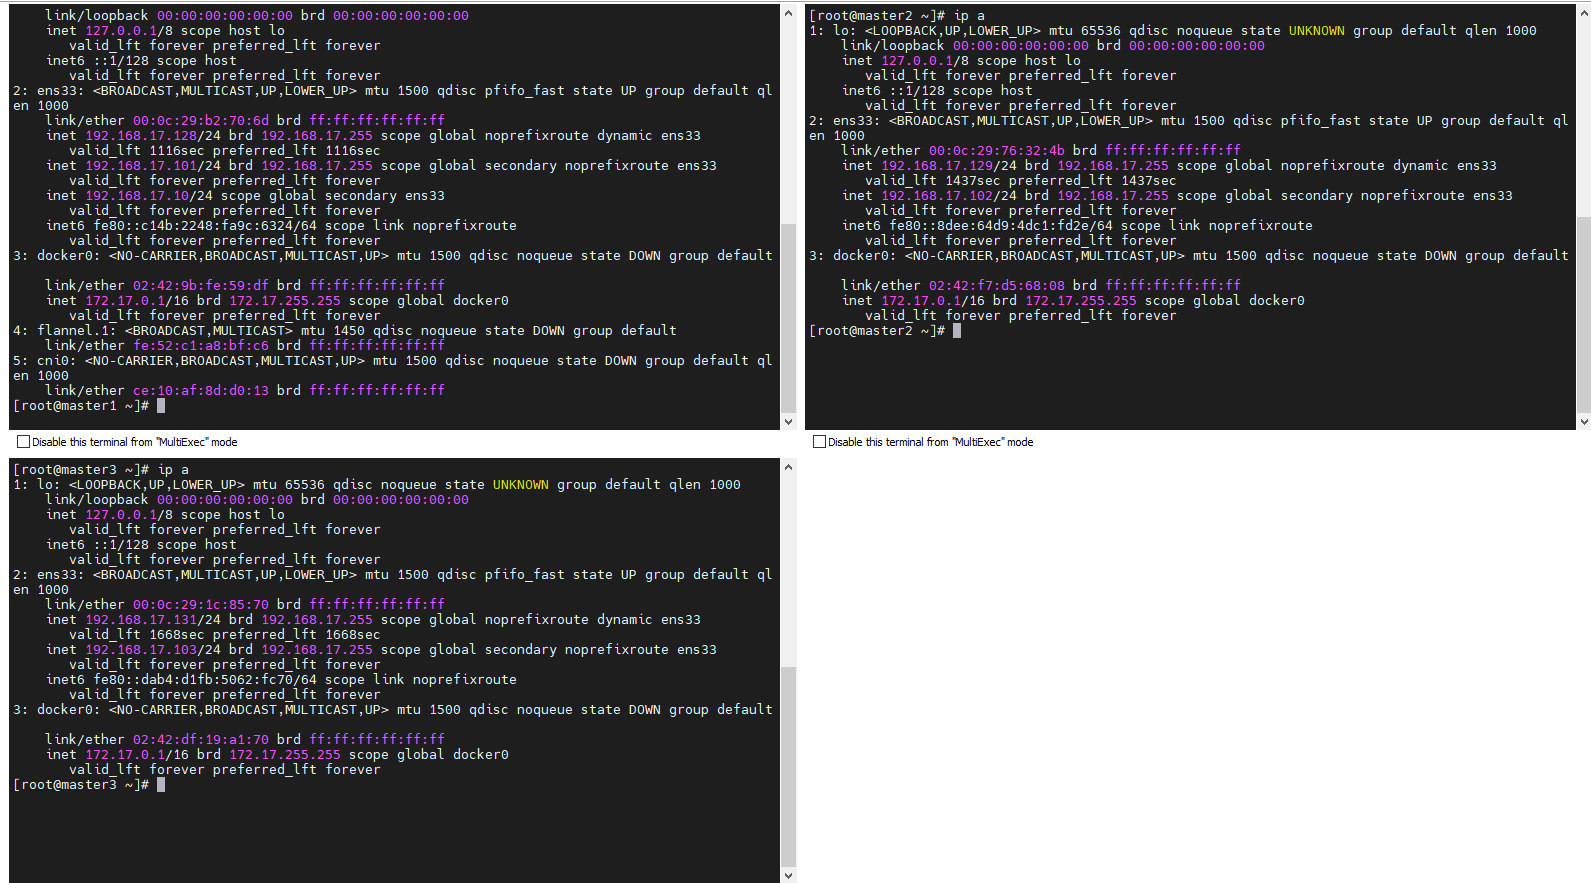 link/loopback 00:00:00:00:00:00 brd 00:00:00:00:00:00
inet 127.0.0.1/8 scope host lo
valid_lft forever preferred_lft forever
inet6 ::1/128 scope host
valid_lft forever preferred_lft forever
2: ens33: <BROADCAST,MULTICAST,UP,LOWER_UP> mtu 1500 qdisc pfifo_fast state UP group default ql
en 1000
link/ether 00:0c:29:b2:70:6d brd ff:ff:ff:ff:ff:ff
inet 192.168.17.128/24 brd 192.168.17.255 scope global noprefixroute dynamic ens33
valid_lft 1116sec preferred_lft 1116sec
inet 192.168.17.101/24 brd 192.168.17.255 scope global secondary noprefixroute ens33
valid_lft forever preferred_lft forever
inet 192.168.17.10/24 scope global secondary ens33
valid_lft forever preferred_lft forever
inet6 fe80::c14b:2248:fa9c:6324/64 scope link noprefixroute
valid_lft forever preferred_lft forever
3: docker0: <NO-CARRIER,BROADCAST,MULTICAST,UP> mtu 1500 qdisc noqueue state DOWN group default
link/ether 02:42:9b:fe:59:df brd ff:ff:ff:ff:ff:ff
inet 172.17.0.1/16 brd 172.17.255.255 scope global docker0
valid_lft forever preferred_lft forever
4: flannel.1: <BROADCAST,MULTICAST> mtu 1450 qdisc noqueue state DOWN group default
link/ether fe:52:c1:a8:bf:c6 brd ff:ff:ff:ff:ff:ff
5: cni0: <NO-CARRIER,BROADCAST,MULTICAST,UP> mtu 1500 qdisc noqueue state DOWN group default ql
en 1000
link/ether ce:10:af:8d:d0:13 brd ff:ff:ff:ff:ff:ff
[root@master1 ~]#
Disable this terminal from "MultiExec" mode
[root@master2 ~]# ip a
1: lo: <LOOPBACK,UP,LOWER_UP> mtu 65536 qdisc noqueue state UNKNOWN group default qlen 1000
link/loopback 00:00:00:00:00:00 brd 00:00:00:00:00:00
inet 127.0.0.1/8 scope host lo
valid_lft forever preferred_lft forever
inet6 ::1/128 scope host
valid_lft forever preferred_lft forever
2: ens33: <BROADCAST,MULTICAST,UP,LOWER_UP> mtu 1500 qdisc pfifo_fast state UP group default ql
en 1000
link/ether 00:0c:29:76:32:4b brd ff:ff:ff:ff:ff:ff
inet 192.168.17.129/24 brd 192.168.17.255 scope global noprefixroute dynamic ens33
valid_lft 1437sec preferred_lft 1437sec
inet 192.168.17.102/24 brd 192.168.17.255 scope global secondary noprefixroute ens33
valid_lft forever preferred_lft forever
inet6 fe80::8dee:64d9:4dc1:fd2e/64 scope link noprefixroute
valid_lft forever preferred_lft forever
3: docker0: <NO-CARRIER,BROADCAST,MULTICAST,UP> mtu 1500 qdisc noqueue state DOWN group default
link/ether 02:42:f7:d5:68:08 brd ff:ff:ff:ff:ff:ff
inet 172.17.0.1/16 brd 172.17.255.255 scope global docker0
valid_lft forever preferred_lft forever
[root@master2 ~]#
Disable this terminal from "MultiExec" mode
[root@master3 ~]# ip a
1: lo: <LOOPBACK,UP,LOWER_UP> mtu 65536 qdisc noqueue state UNKNOWN group default qlen 1000
link/loopback 00:00:00:00:00:00 brd 00:00:00:00:00:00
inet 127.0.0.1/8 scope host lo
valid_lft forever preferred_lft forever
inet6 ::1/128 scope host
valid_lft forever preferred_lft forever
2: ens33: <BROADCAST,MULTICAST,UP,LOWER_UP> mtu 1500 qdisc pfifo_fast state UP group default ql
en 1000
link/ether 00:0c:29:1c:85:70 brd ff:ff:ff:ff:ff:ff
inet 192.168.17.131/24 brd 192.168.17.255 scope global noprefixroute dynamic ens33
valid_lft 1668sec preferred_lft 1668sec
inet 192.168.17.103/24 brd 192.168.17.255 scope global secondary noprefixroute ens33
valid_lft forever preferred_lft forever
inet6 fe80::dab4:d1fb:5062:fc70/64 scope link noprefixroute
valid_lft forever preferred_lft forever
3: docker0: <NO-CARRIER,BROADCAST,MULTICAST,UP> mtu 1500 qdisc noqueue state DOWN group default
link/ether 02:42:df:19:a1:70 brd ff:ff:ff:ff:ff:ff
inet 172.17.0.1/16 brd 172.17.255.255 scope global docker0
valid_lft forever preferred_lft forever
[root@master3 ~]#